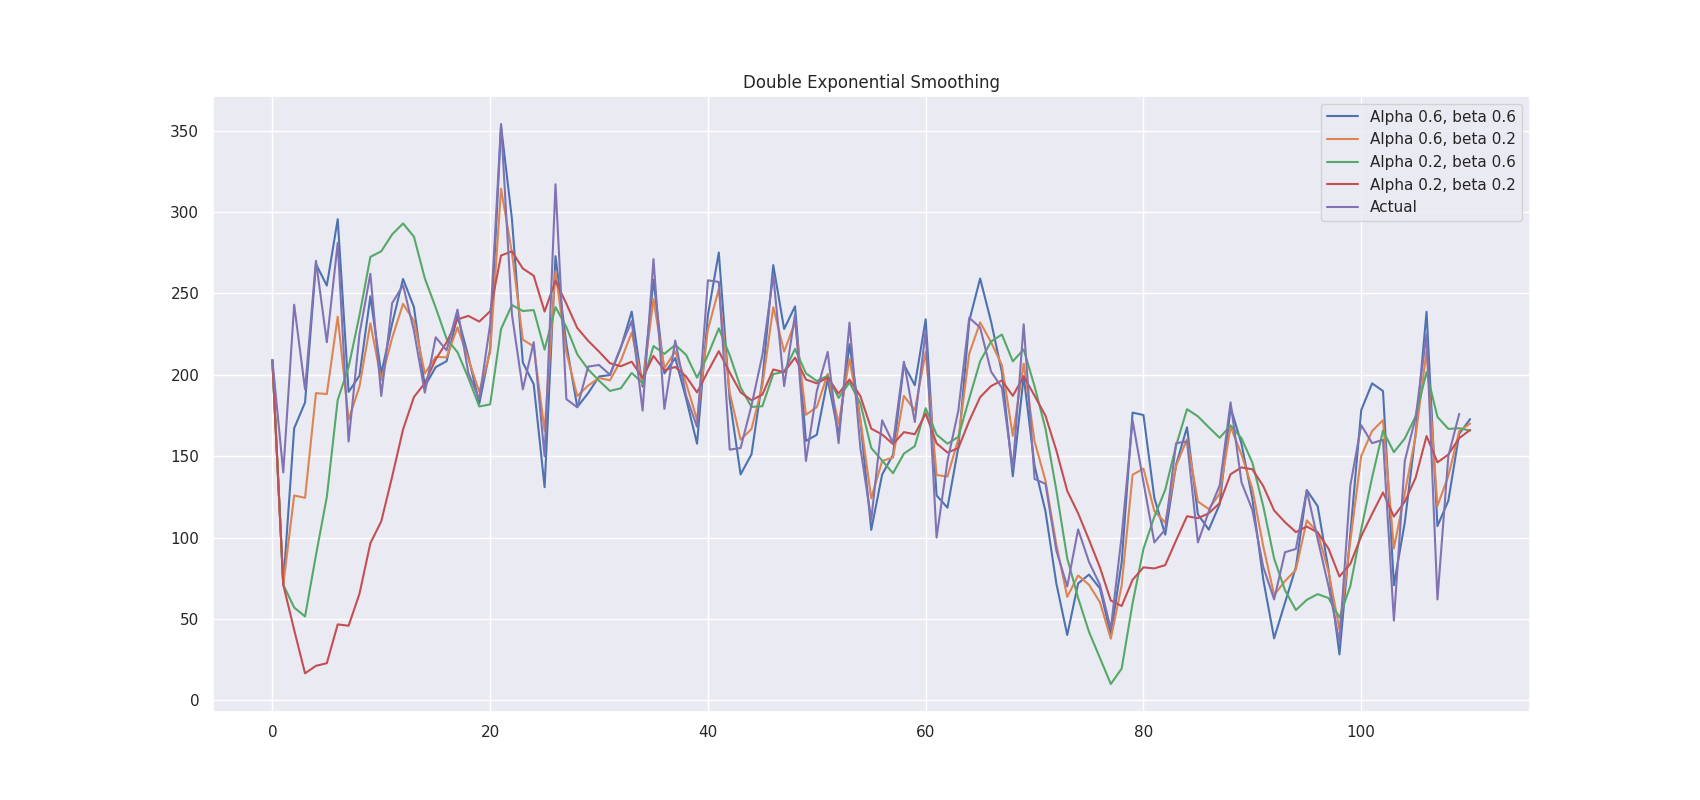 Double Exponential Smoothing
Alpha 0.6, beta 0.6
Alpha 0.6, beta 0.2
Alpha 0.2, beta 0.6
Alpha 0.2, beta 0.2
Actual
350
300
250
200
150
100
50
0
0 20 40 60 80 100